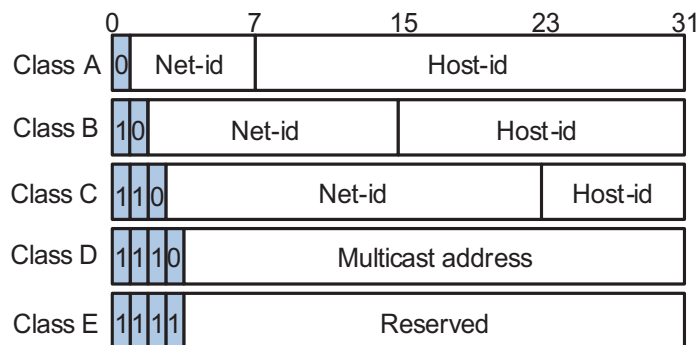 0 7 15 23 31
Class A 0 Net-id Host-id
Class B 1 0 Net-id Host-id
Class C 1 1 0 Net-id Host-id
Class D 1 1 1 0 Multicast address
Class E 1 1 1 1 Reserved